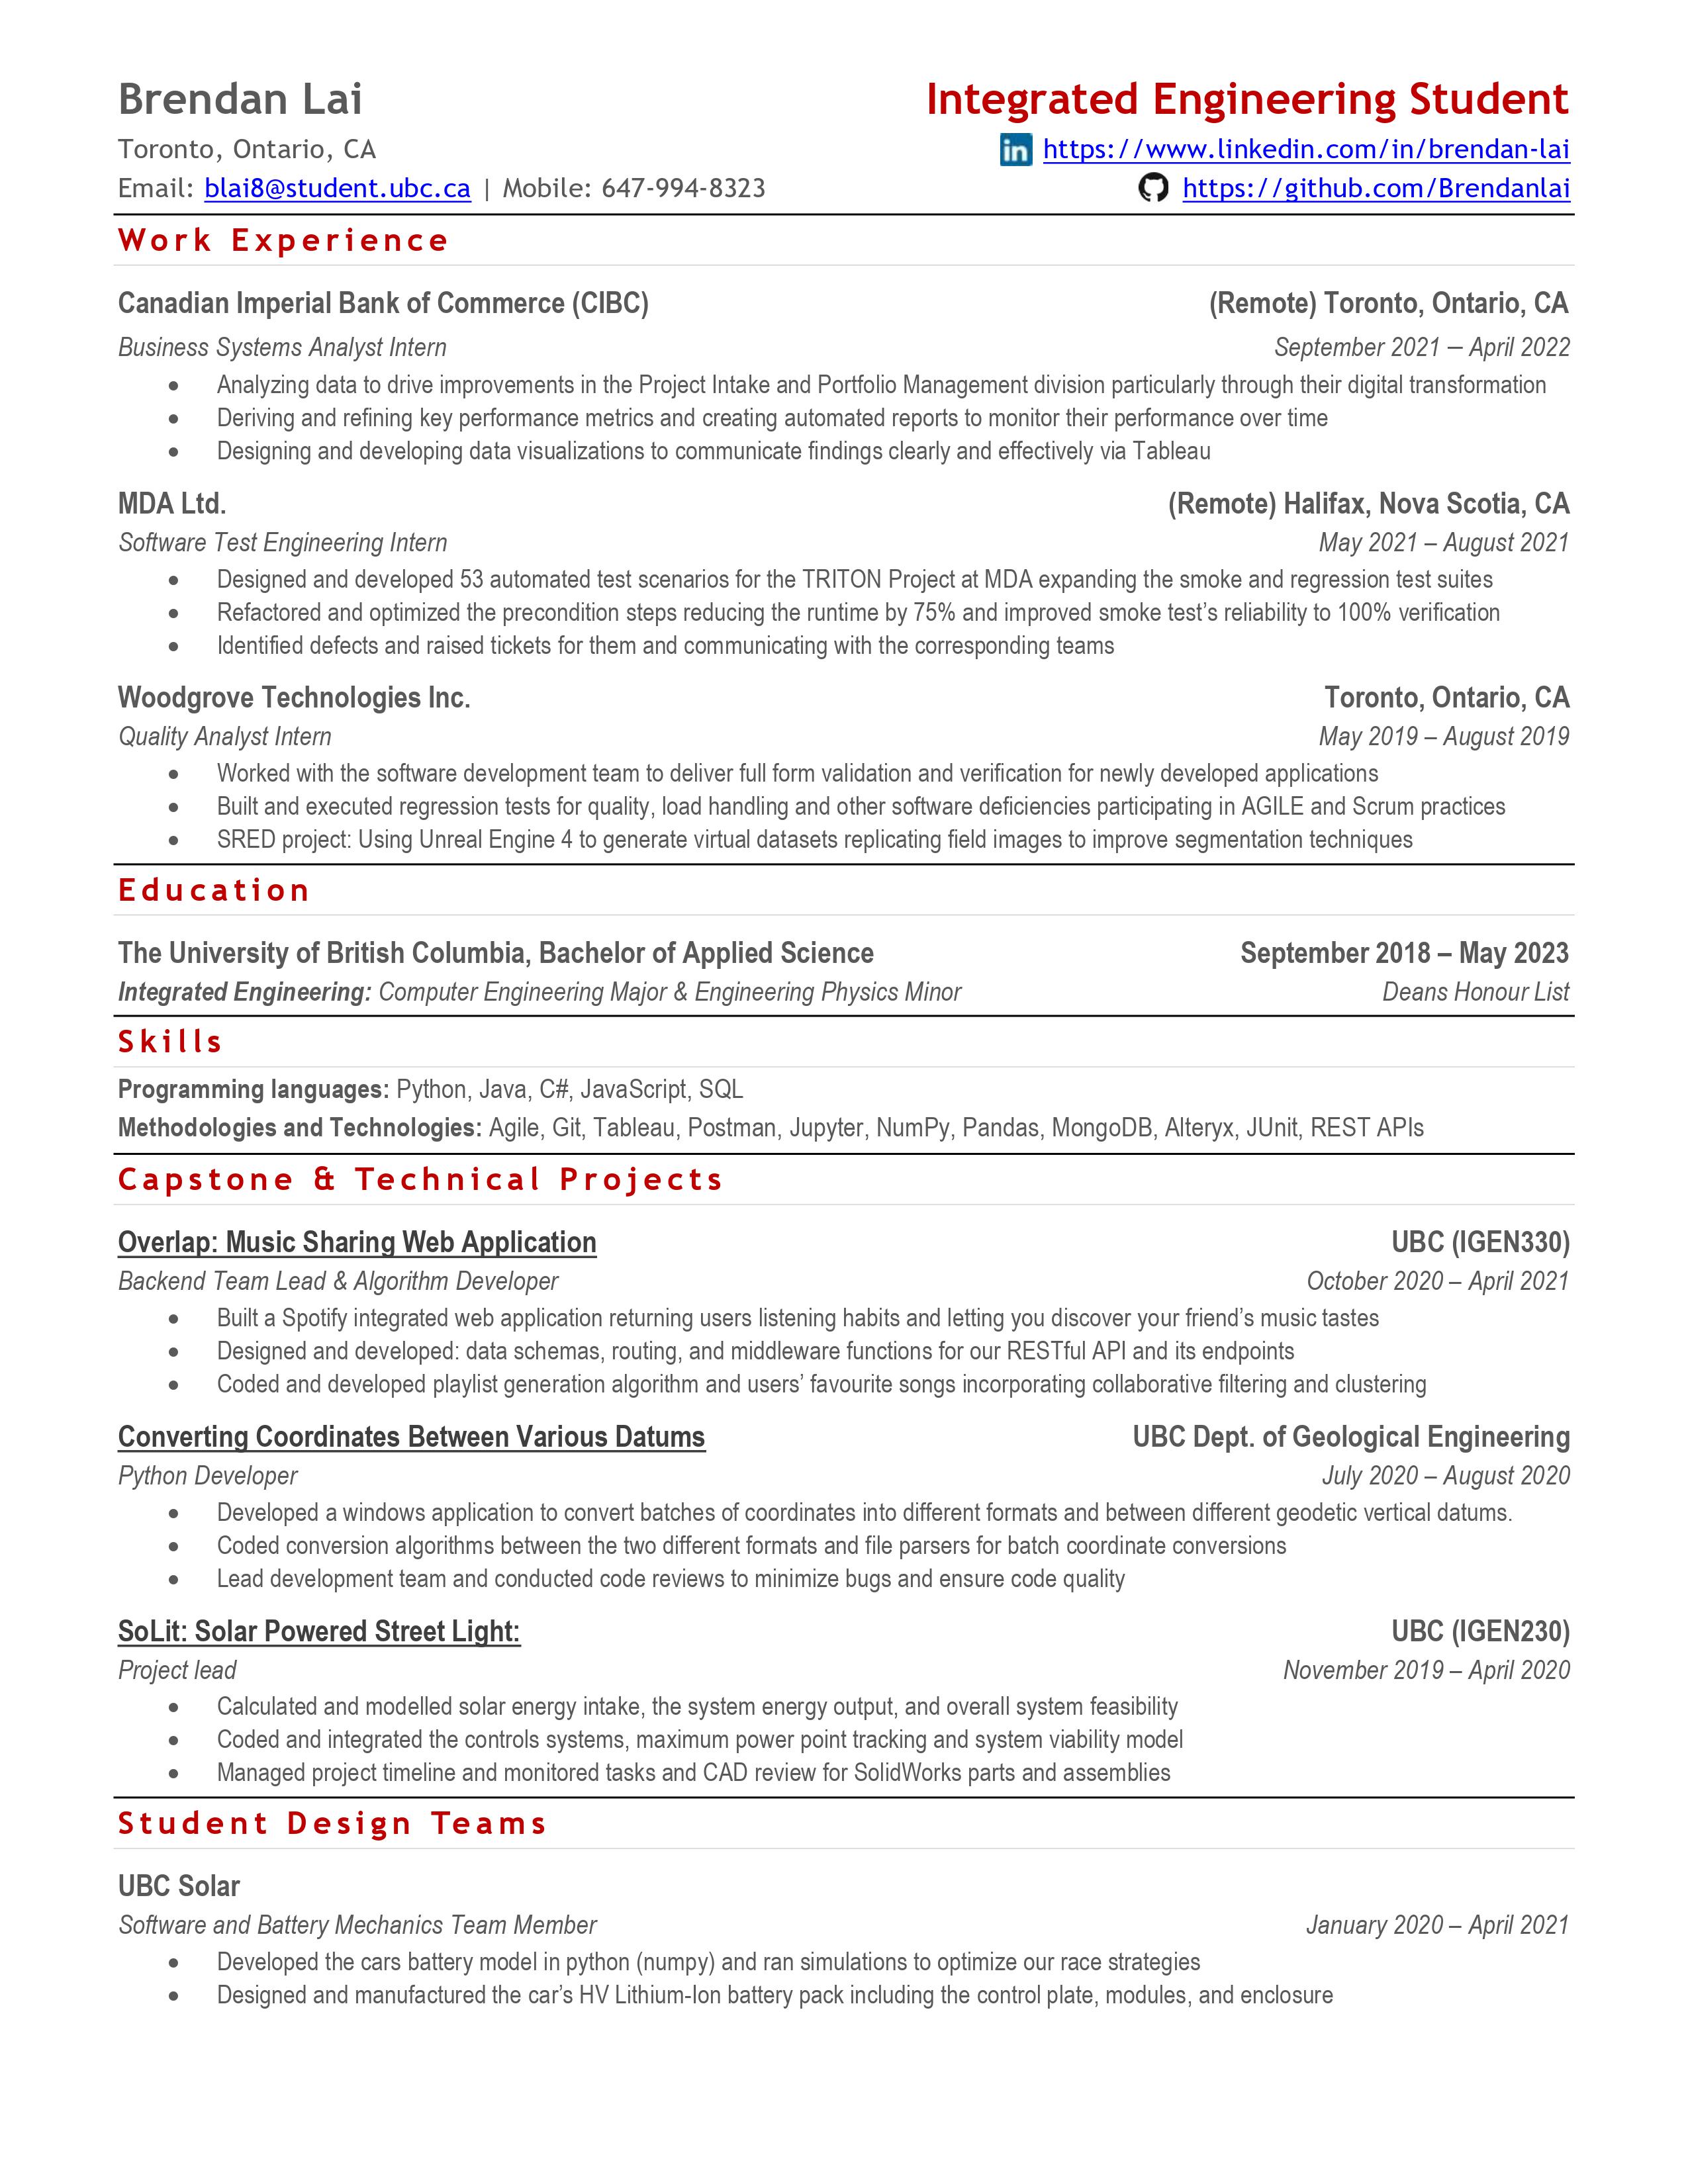 Brendan Lai Integrated Engineering Student
Toronto, Ontario, CA https://www.linkedin.com/in/brendan-lai
Email: blai8@student.ubc.ca | Mobile: 647-994-8323 https://github.com/Brendanlai
Work Experience
Canadian Imperial Bank of Commerce (CIBC) (Remote) Toronto, Ontario, CA
Business Systems Analyst Intern September 2021 – April 2022
• Analyzing data to drive improvements in the Project Intake and Portfolio Management division particularly through their digital transformation
• Deriving and refining key performance metrics and creating automated reports to monitor their performance over time
• Designing and developing data visualizations to communicate findings clearly and effectively via Tableau
MDA Ltd. (Remote) Halifax, Nova Scotia, CA
Software Test Engineering Intern May 2021 – August 2021
• Designed and developed 53 automated test scenarios for the TRITON Project at MDA expanding the smoke and regression test suites
• Refactored and optimized the precondition steps reducing the runtime by 75% and improved smoke test’s reliability to 100% verification
• Identified defects and raised tickets for them and communicating with the corresponding teams
Woodgrove Technologies Inc. Toronto, Ontario, CA
Quality Analyst Intern May 2019 – August 2019
• Worked with the software development team to deliver full form validation and verification for newly developed applications
• Built and executed regression tests for quality, load handling and other software deficiencies participating in AGILE and Scrum practices
• SRED project: Using Unreal Engine 4 to generate virtual datasets replicating field images to improve segmentation techniques
Education
The University of British Columbia, Bachelor of Applied Science September 2018 – May 2023
Integrated Engineering: Computer Engineering Major & Engineering Physics Minor Deans Honour List
Skills
Programming languages: Python, Java, C#, JavaScript, SQL
Methodologies and Technologies: Agile, Git, Tableau, Postman, Jupyter, NumPy, Pandas, MongoDB, Alteryx, JUnit, REST APIs
Capstone & Technical Projects
Overlap: Music Sharing Web Application UBC (IGEN330)
Backend Team Lead & Algorithm Developer October 2020 – April 2021
• Built a Spotify integrated web application returning users listening habits and letting you discover your friend’s music tastes
• Designed and developed: data schemas, routing, and middleware functions for our RESTful API and its endpoints
• Coded and developed playlist generation algorithm and users’ favourite songs incorporating collaborative filtering and clustering
Converting Coordinates Between Various Datums UBC Dept. of Geological Engineering
Python Developer July 2020 – August 2020
• Developed a windows application to convert batches of coordinates into different formats and between different geodetic vertical datums.
• Coded conversion algorithms between the two different formats and file parsers for batch coordinate conversions
• Lead development team and conducted code reviews to minimize bugs and ensure code quality
SoLit: Solar Powered Street Light: UBC (IGEN230)
Project lead November 2019 – April 2020
• Calculated and modelled solar energy intake, the system energy output, and overall system feasibility
• Coded and integrated the controls systems, maximum power point tracking and system viability model
• Managed project timeline and monitored tasks and CAD review for SolidWorks parts and assemblies
Student Design Teams
UBC Solar
Software and Battery Mechanics Team Member January 2020 – April 2021
• Developed the cars battery model in python (numpy) and ran simulations to optimize our race strategies
• Designed and manufactured the car’s HV Lithium-Ion battery pack including the control plate, modules, and enclosure